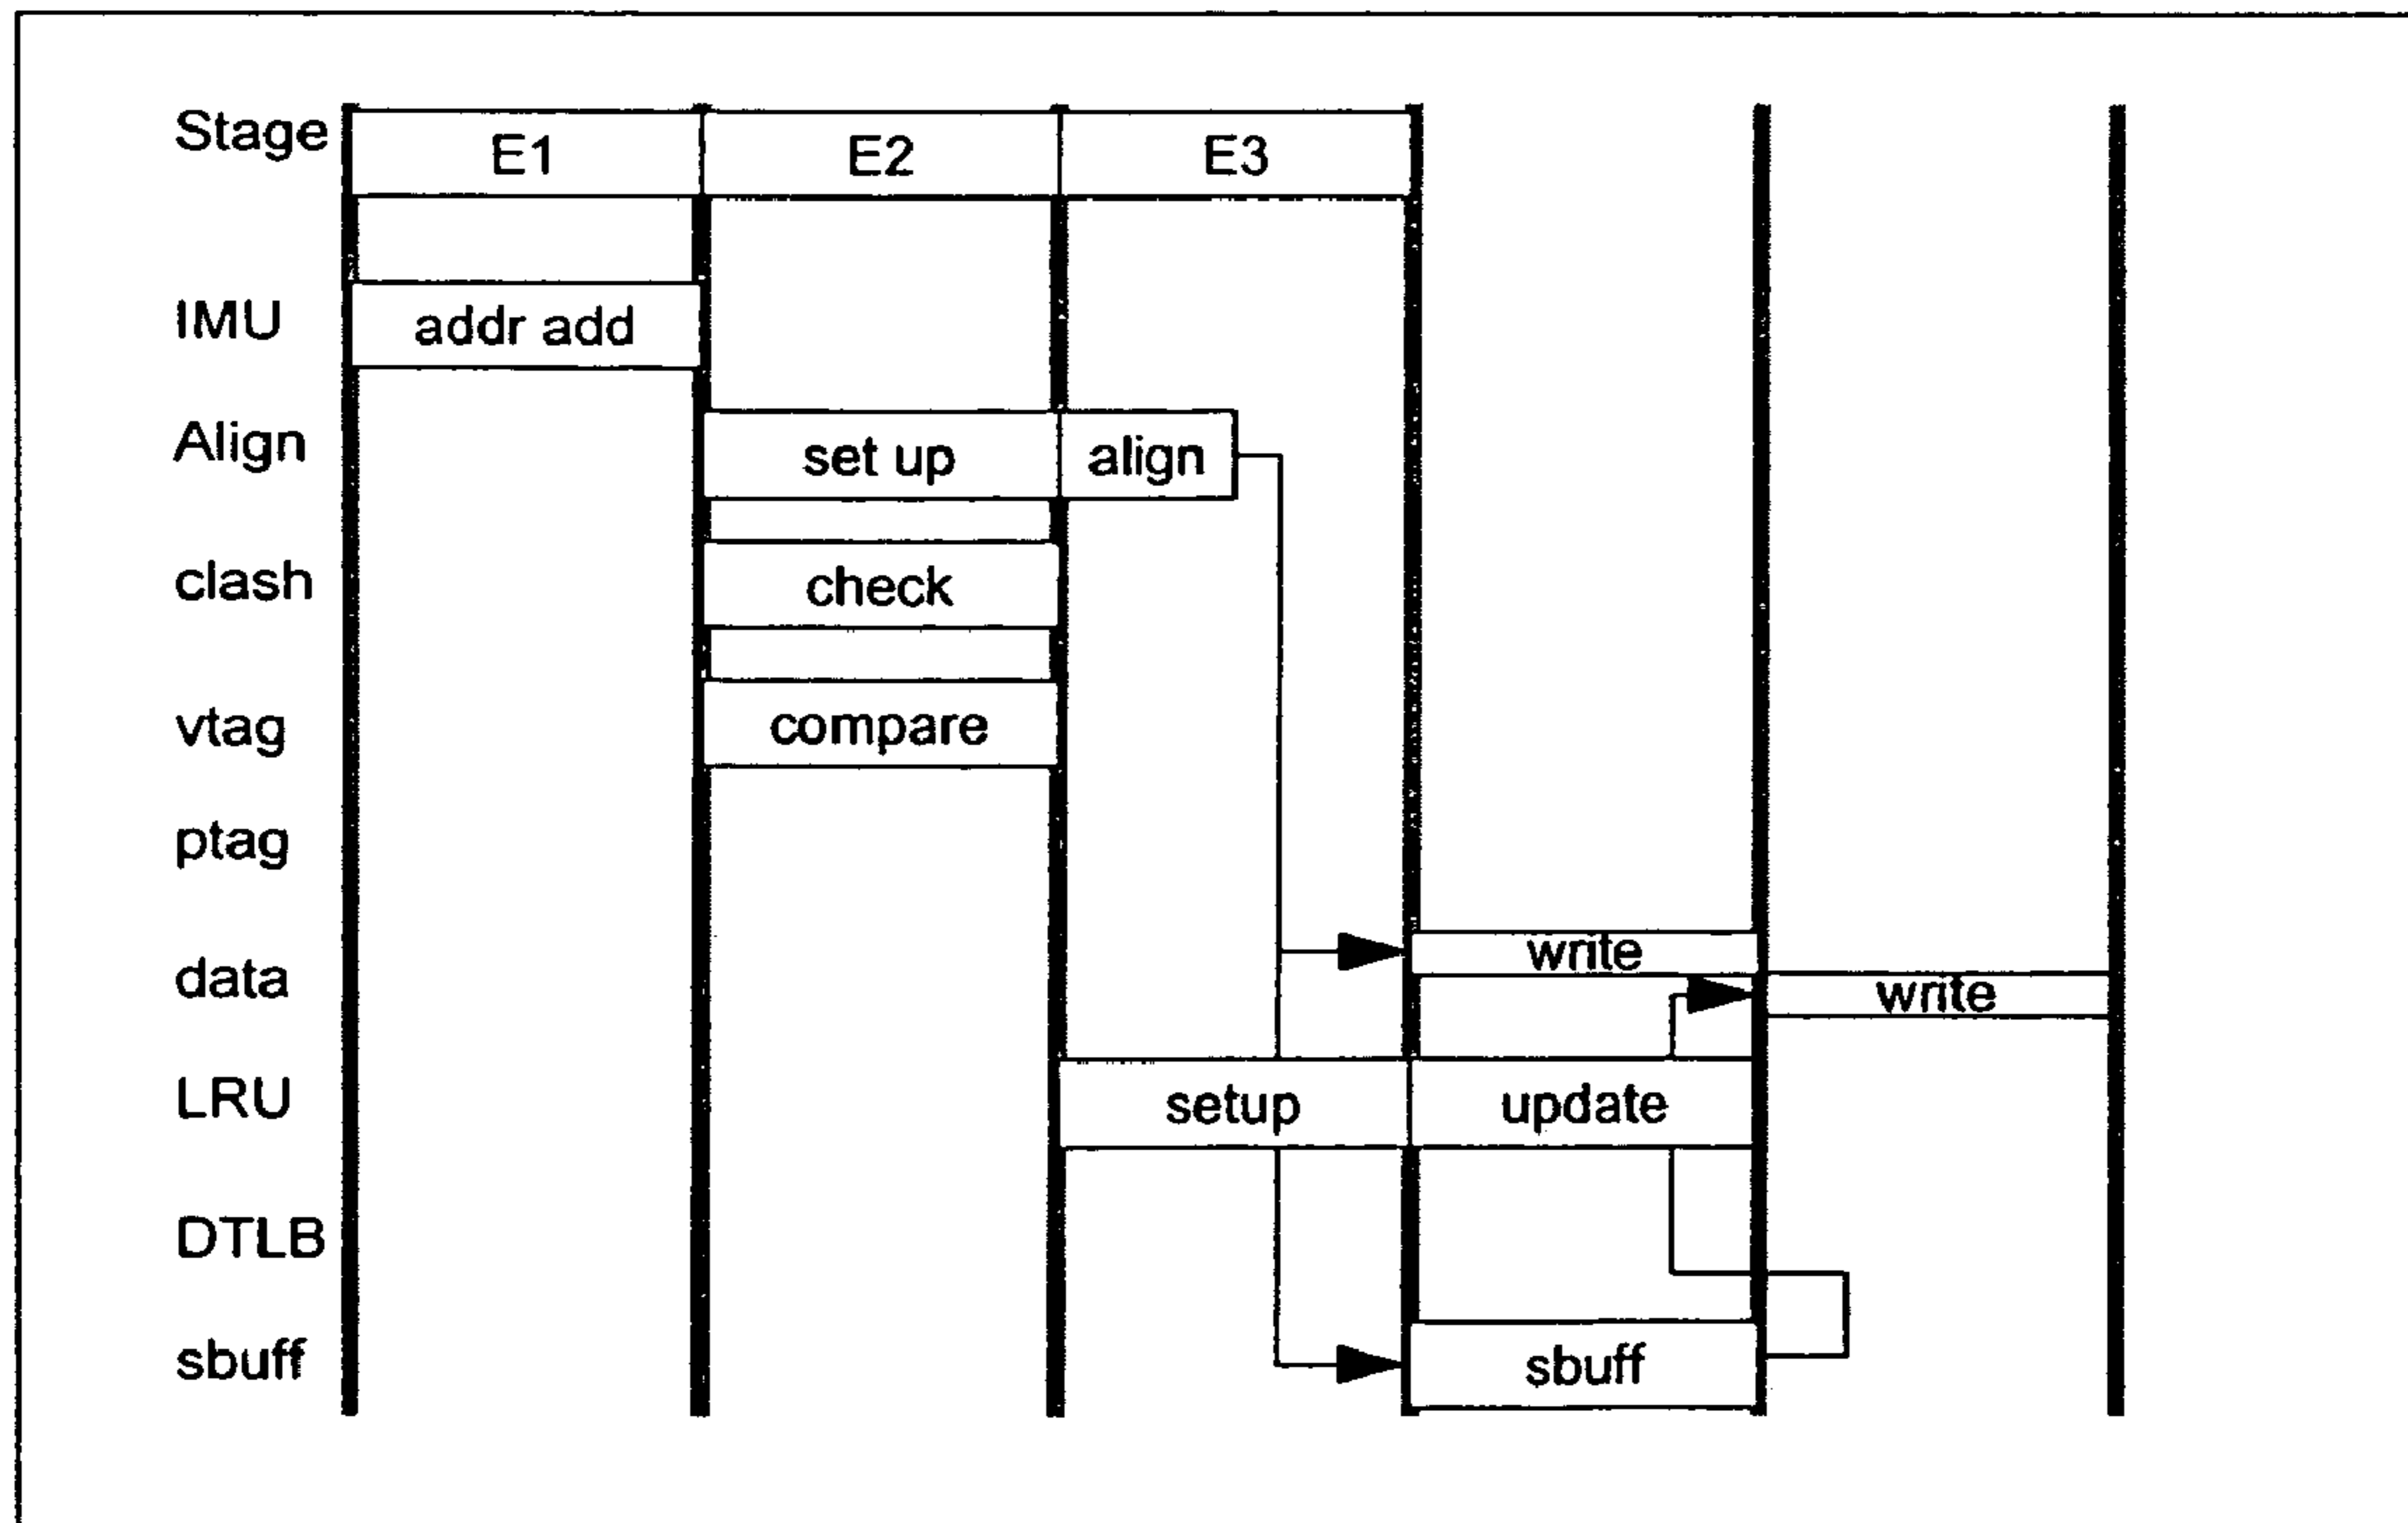 Stage E1 E2 E3
IMU addr add
Align set up align
clash check
vtag compare
ptag
data write
write
LRU setup update
DTLB
sbuff sbuff